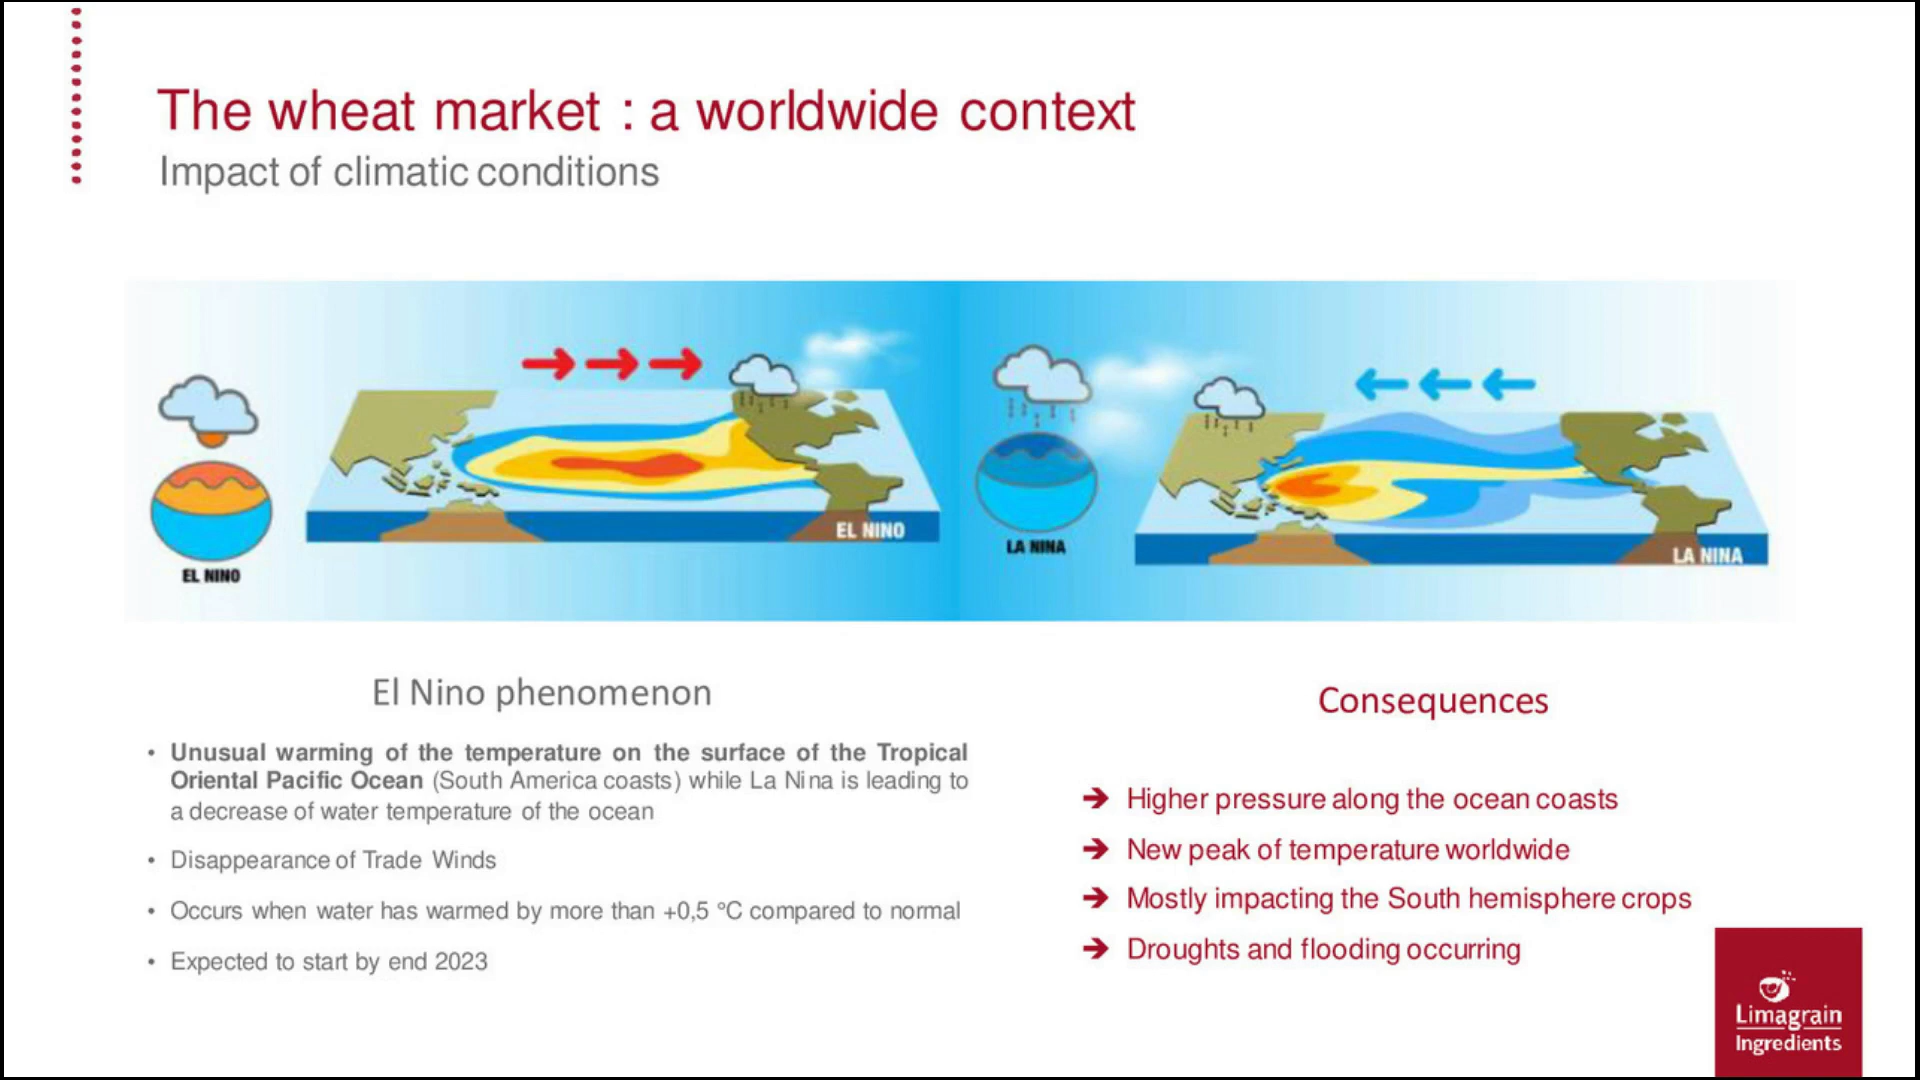 The wheat market : a worldwide context
Impact of climatic conditions
EL NINO
EL NINO
LA NINA
LA NINA
El Nino phenomenon
• Unusual warming of the temperature on the surface of the Tropical
Oriental Pacific Ocean (South America coasts) while La Nina is leading to
a decrease of water temperature of the ocean
• Disappearance of Trade Winds
• Occurs when water has warmed by more than +0,5 °C compared to normal
• Expected to start by end 2023
Consequences
➔ Higher pressure along the ocean coasts
➔ New peak of temperature worldwide
➔ Mostly impacting the South hemisphere crops
➔ Droughts and flooding occurring
Limagrain
Ingredients